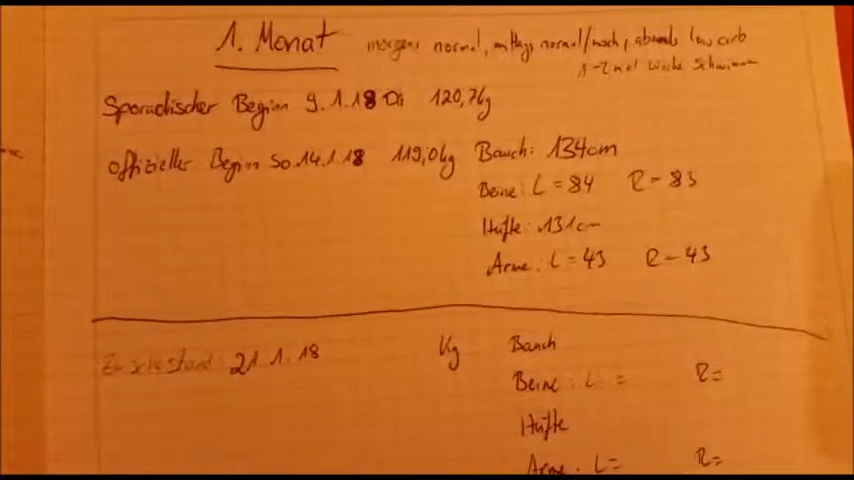 1. Monat morgens normal, mittags normal/nach, abends low carb
1-2 mal Woche Schwimmen
Sporadischer Beginn 9.1.18 Di 120,7kg
offizieller Beginn So 14.1.18 119,0kg Bauch: 134cm
Beine: L = 84 R = 83
Hüfte: 131cm
Arme: L = 43 R = 43
21.1.18 Kg Bauch
Beine: L = R=
Hüfte
Arme: L= R=